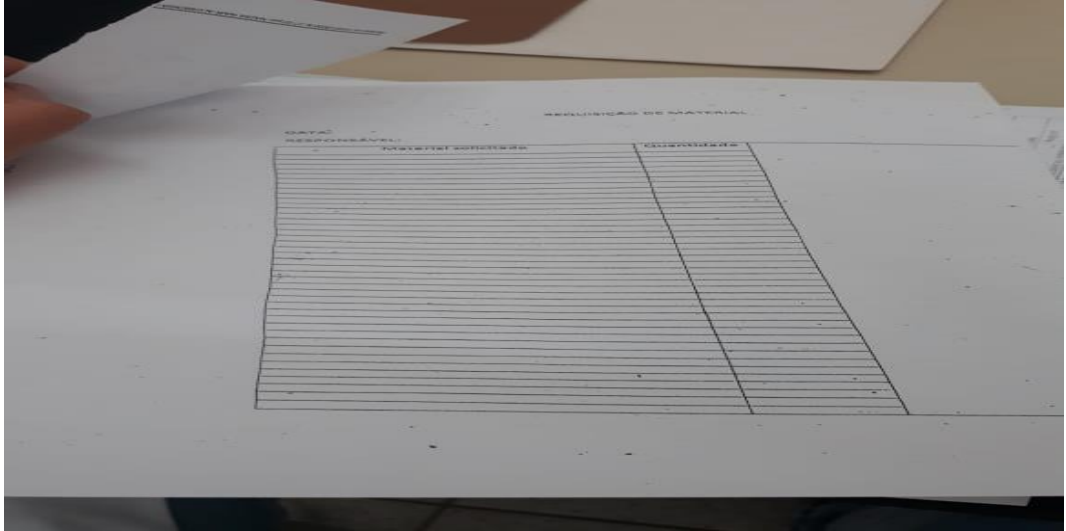 REQUISIÇÃO DE MATERIAL
DATA:
RESPONSÁVEL:
Material solicitado Quantidade